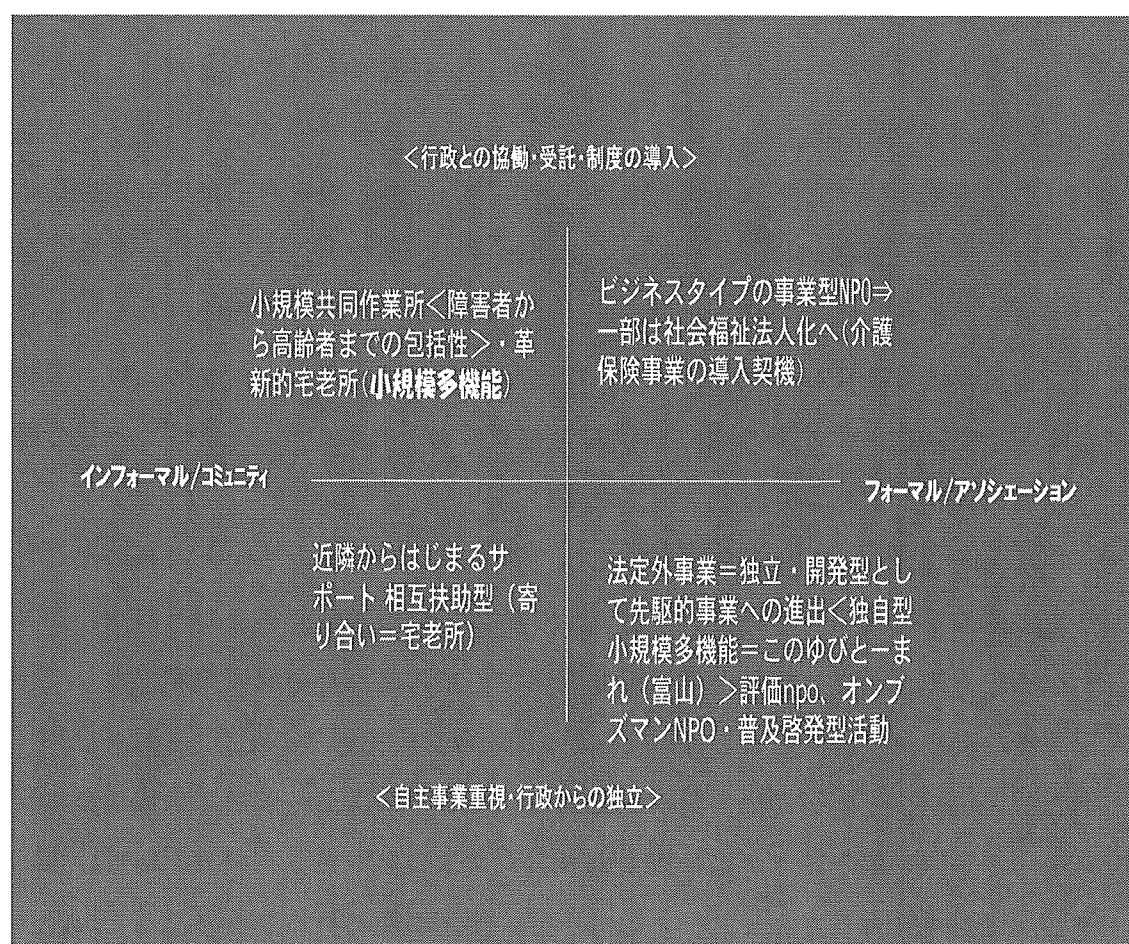 <行政との協働・受託・制度の導入>
小規模共同作業所<障害者か
ら高齢者までの包括性>・革
新的宅老所(小規模多機能)
ビジネスタイプの事業型NPO⇒
一部は社会福祉法人化へ(介護
保険事業の導入契機)
インフォーマル/コミュニティ
フォーマル/アソシェーション
近隣からはじまるサ
ポート 相互扶助型（寄
り合い＝宅老所）
法定外事業＝独立・開発型とし
て先駆的事業への進出<独自型
小規模多機能＝このゆびとーま
れ（富山）>評価npo、オンブ
ズマンNPO・普及啓発型活動
<自主事業重視・行政からの独立>